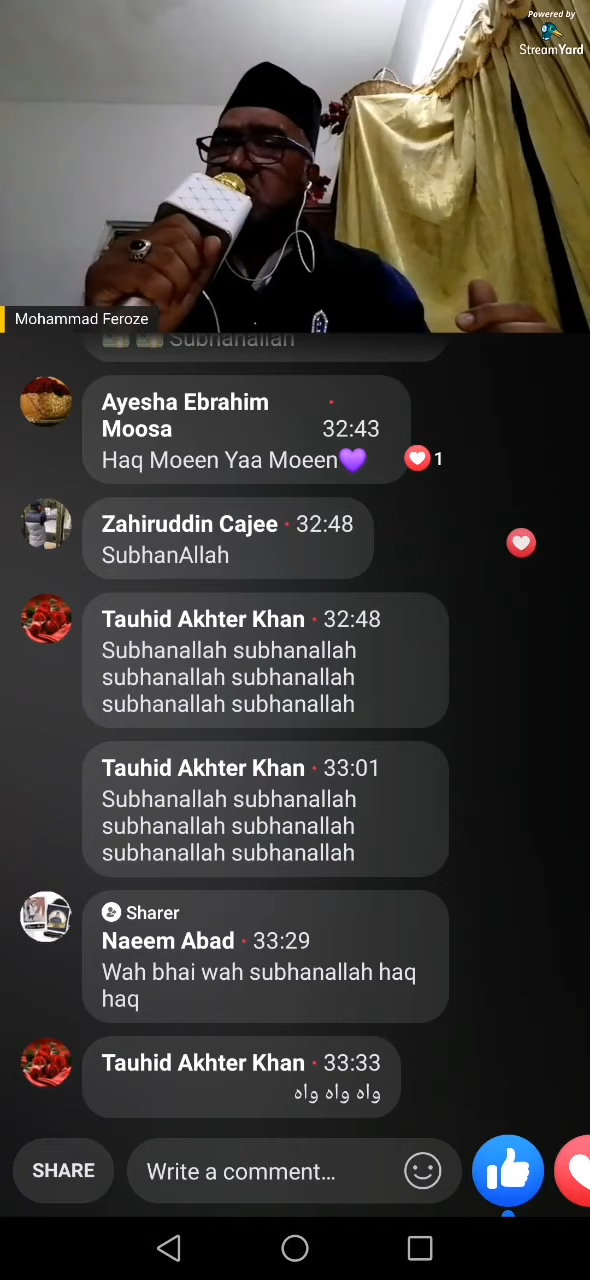 Powered by
StreamYard
Mohammad Feroze
Subhanallah
Ayesha Ebrahim
Moosa · 32:43
Haq Moeen Yaa Moeen💜
1
Zahiruddin Cajee · 32:48
SubhanAllah
Tauhid Akhter Khan · 32:48
Subhanallah subhanallah
subhanallah subhanallah
subhanallah subhanallah
Tauhid Akhter Khan · 33:01
Subhanallah subhanallah
subhanallah subhanallah
subhanallah subhanallah
Sharer
Naeem Abad · 33:29
Wah bhai wah subhanallah haq
haq
Tauhid Akhter Khan · 33:33
واہ واہ واہ
SHARE
Write a comment...